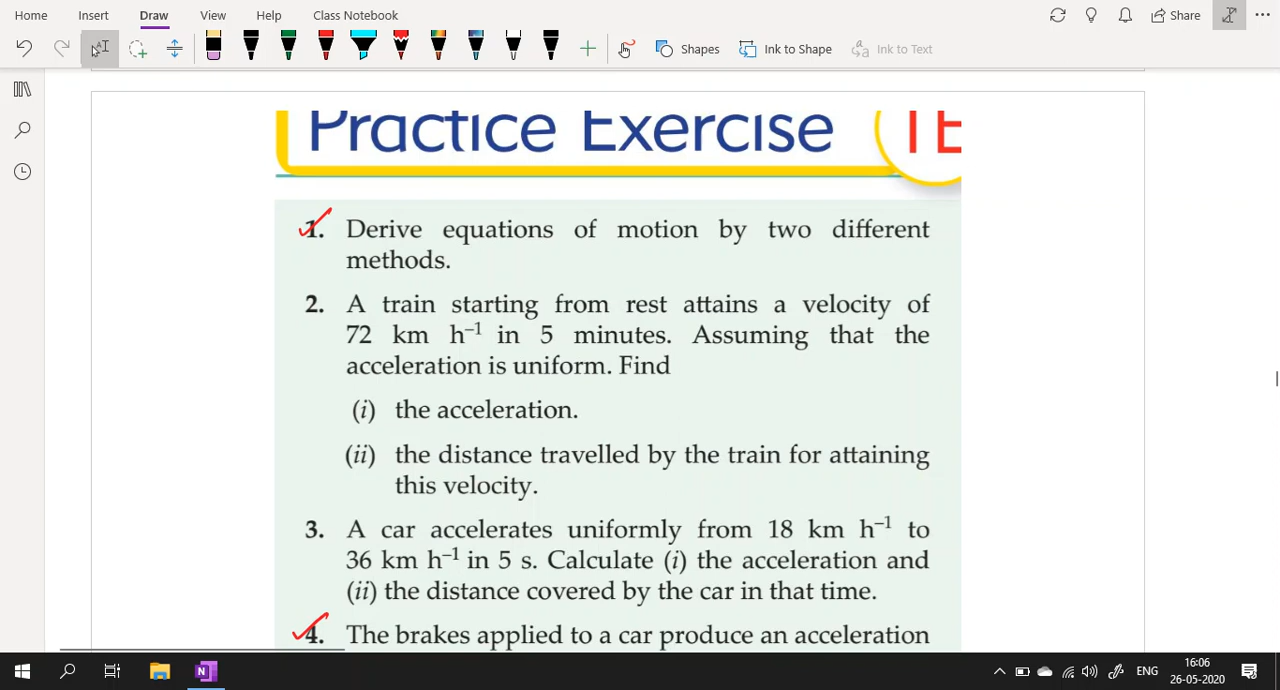 Home Insert Draw View Help Class Notebook Share
Shapes Ink to Shape Ink to Text
Practice Exercise
1. Derive equations of motion by two different
methods.
2. A train starting from rest attains a velocity of
72 km h⁻¹ in 5 minutes. Assuming that the
acceleration is uniform. Find
(i) the acceleration.
(ii) the distance travelled by the train for attaining
this velocity.
3. A car accelerates uniformly from 18 km h⁻¹ to
36 km h⁻¹ in 5 s. Calculate (i) the acceleration and
(ii) the distance covered by the car in that time.
4. The brakes applied to a car produce an acceleration
ENG
16:06
26-05-2020